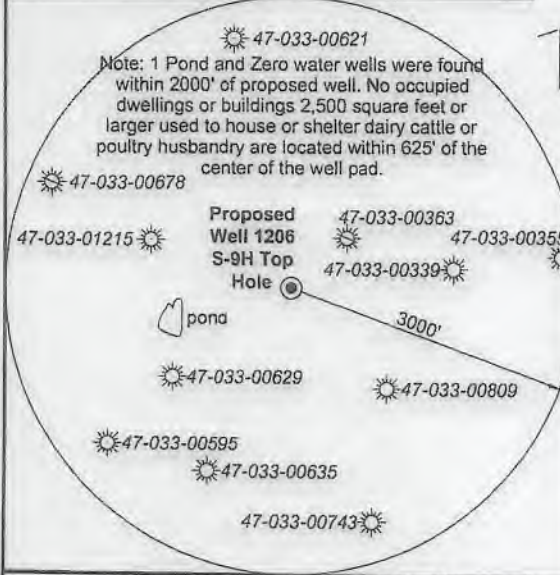 47-033-00621
Note: 1 Pond and Zero water wells were found
within 2000' of proposed well. No occupied
dwellings or buildings 2,500 square feet or
larger used to house or shelter dairy cattle or
poultry husbandry are located within 625' of the
center of the well pad.
47-033-00678
47-033-01215
Proposed
Well 1206
S-9H Top
Hole
47-033-00363
47-033-00339
pond
3000'
47-033-00629
47-033-00809
47-033-00595
47-033-00635
47-033-00743